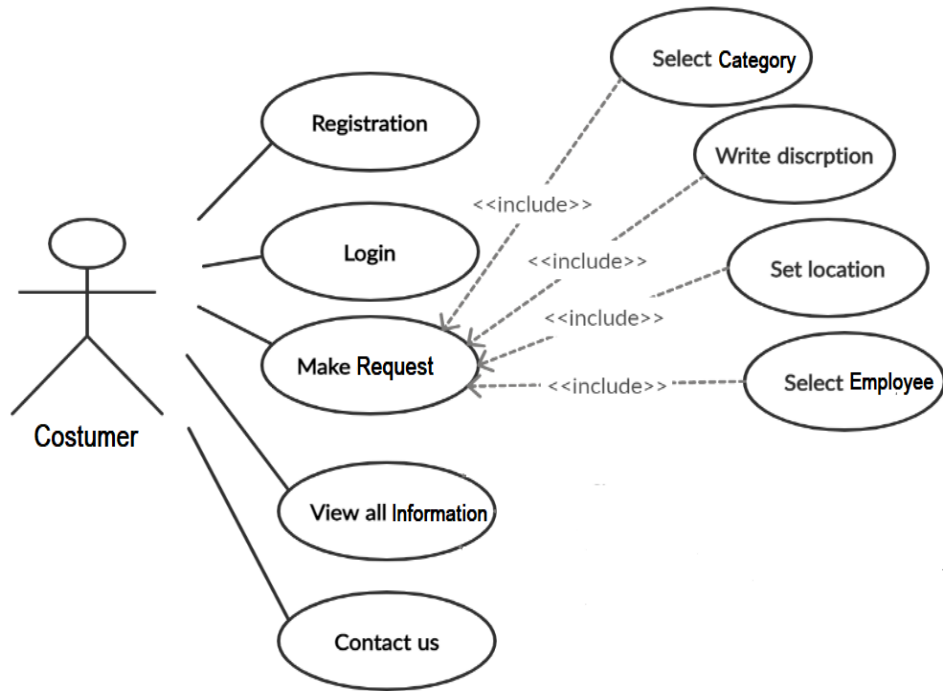 Select Category
Registration
Write discrption
<<include>>
Login
<<include>>
Set location
<<include>>
Make Request
<<include>>
Select Employee
Costumer
View all Information
Contact us